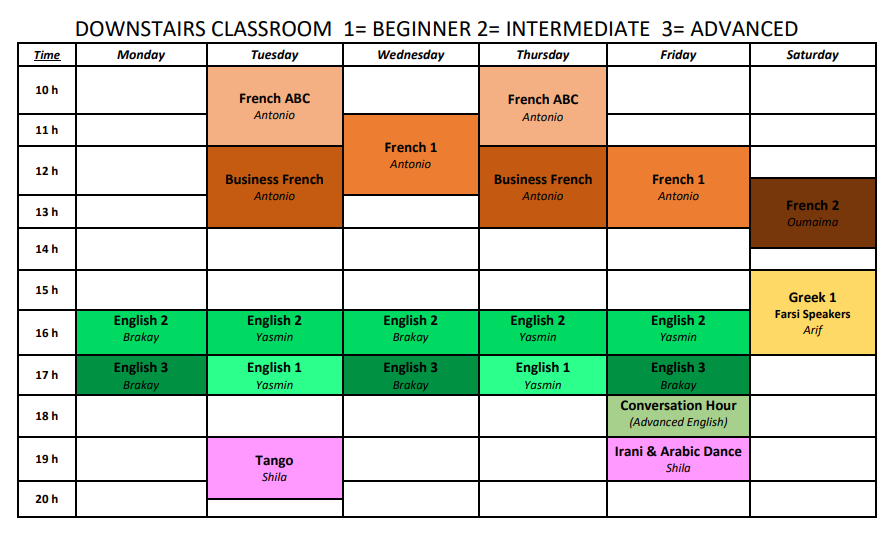 DOWNSTAIRS CLASSROOM 1= BEGINNER 2= INTERMEDIATE 3= ADVANCED
Time Monday Tuesday Wednesday Thursday Friday Saturday
10 h
French ABC
Antonio
French ABC
Antonio
11 h
French 1
Antonio
12 h
Business French
Antonio
Business French
Antonio
French 1
Antonio
13 h
French 2
Oumaima
14 h
15 h
Greek 1
Farsi Speakers
Arif
16 h
English 2
Brakay
English 2
Yasmin
English 2
Brakay
English 2
Yasmin
English 2
Yasmin
17 h
English 3
Brakay
English 1
Yasmin
English 3
Brakay
English 1
Yasmin
English 3
Brakay
18 h
Conversation Hour
(Advanced English)
19 h
Tango
Shila
Irani & Arabic Dance
Shila
20 h